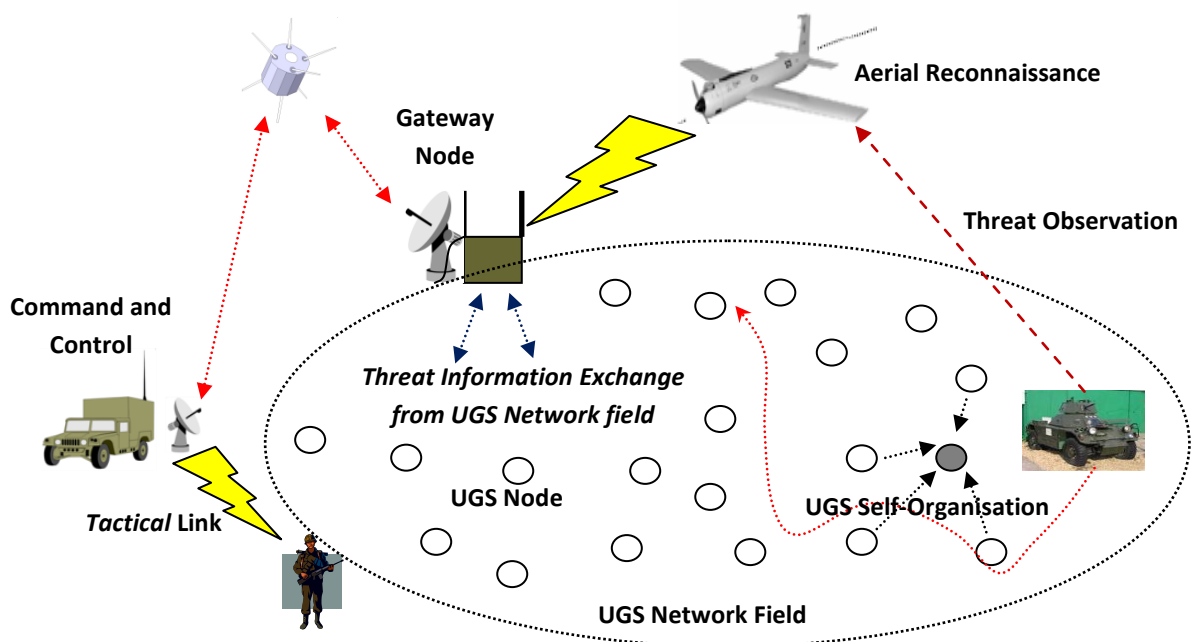 Aerial Reconnaissance
Gateway
Node
Threat Observation
Command and
Control
Threat Information Exchange
from UGS Network field
UGS Node
UGS Self-Organisation
Tactical Link
UGS Network Field